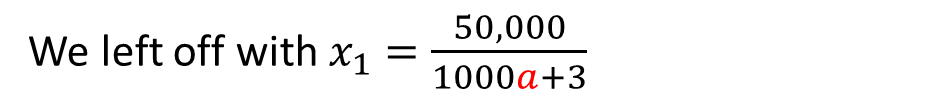 We left off with x₁ = 50,000/(1000a+3)